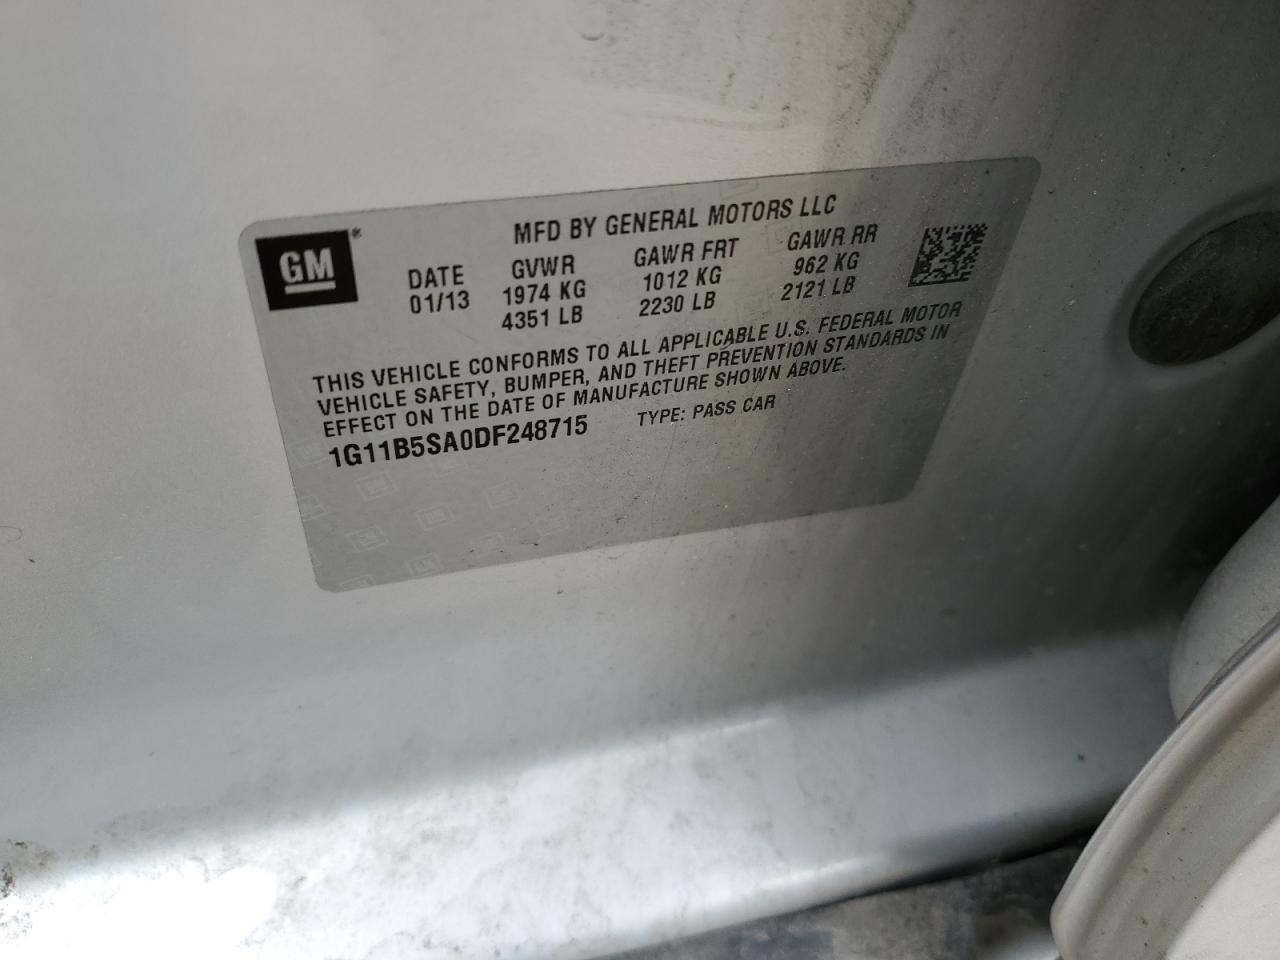 GM®
MFD BY GENERAL MOTORS LLC
DATE GVWR GAWR FRT GAWR RR
01/13 1974 KG 1012 KG 962 KG
4351 LB 2230 LB 2121 LB
THIS VEHICLE CONFORMS TO ALL APPLICABLE U.S. FEDERAL MOTOR
VEHICLE SAFETY, BUMPER, AND THEFT PREVENTION STANDARDS IN
EFFECT ON THE DATE OF MANUFACTURE SHOWN ABOVE.
1G11B5SA0DF248715 TYPE: PASS CAR